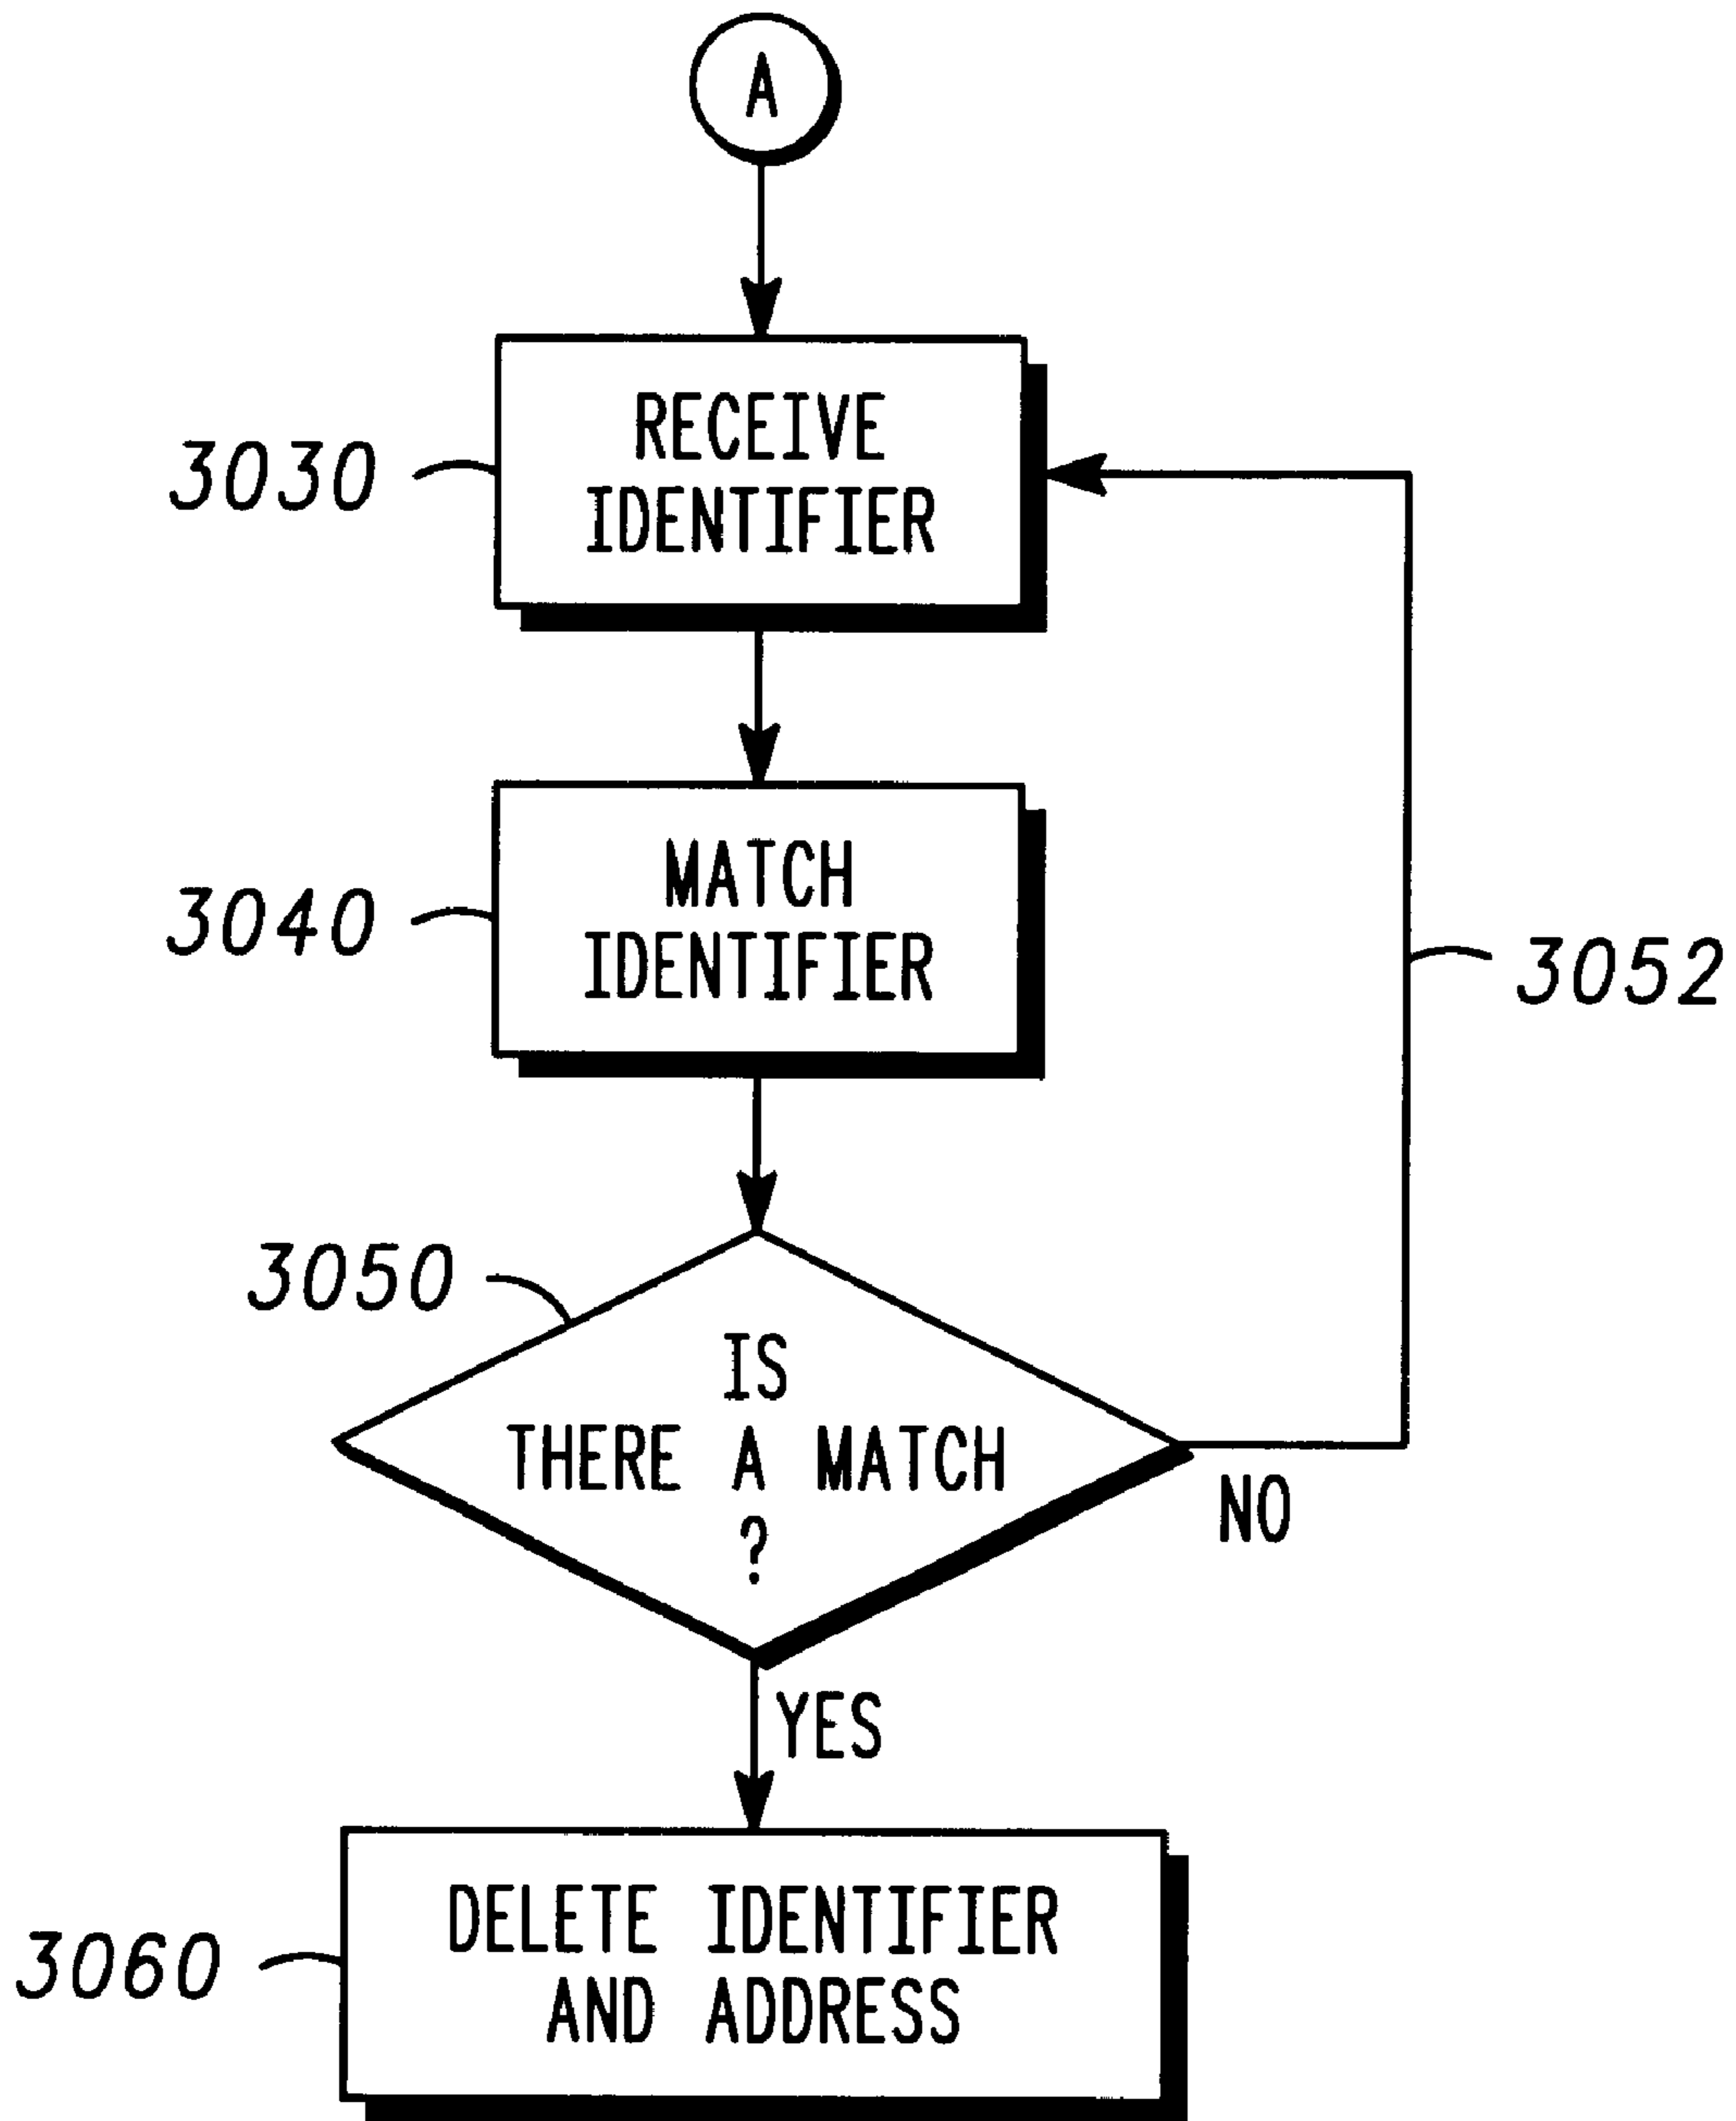 A
RECEIVE
IDENTIFIER
3030
MATCH
IDENTIFIER
3040
3052
3050
IS
THERE A MATCH
?
NO
YES
DELETE IDENTIFIER
AND ADDRESS
3060